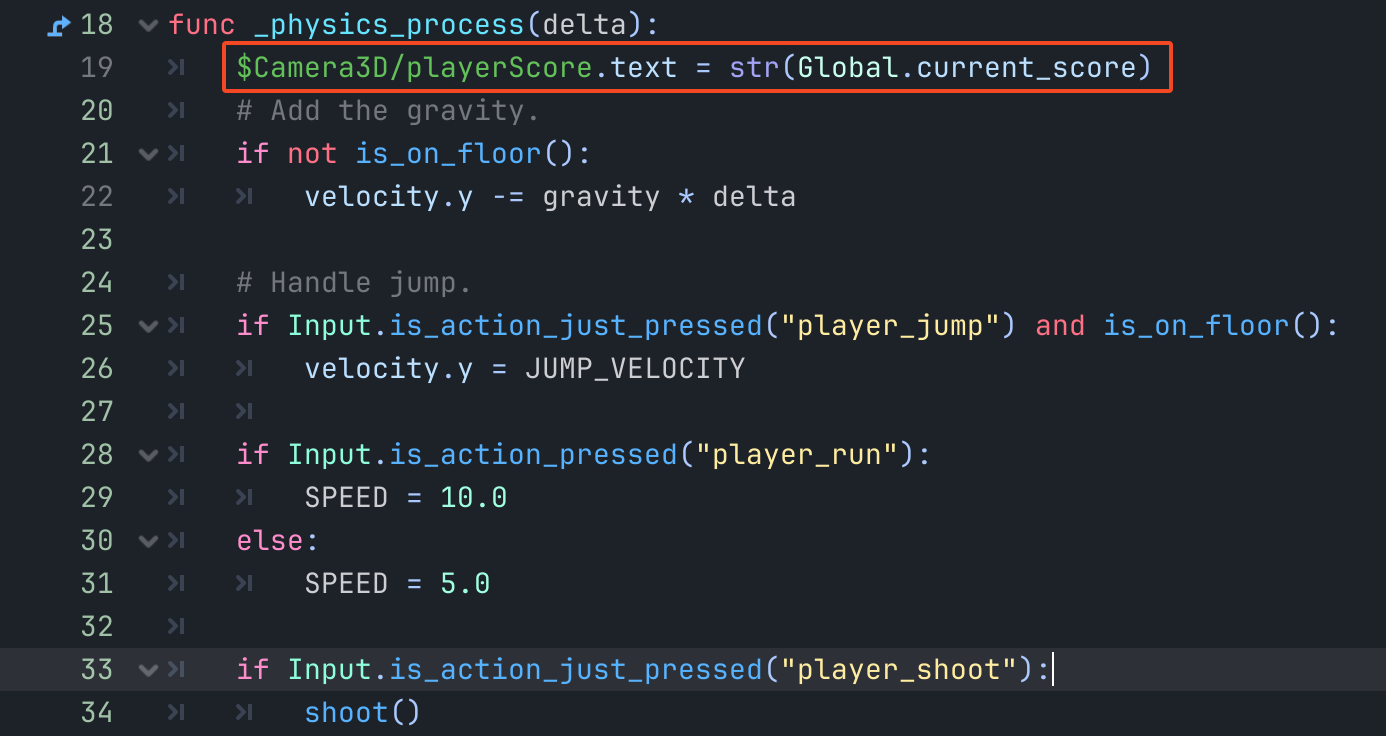 18 func _physics_process(delta):
19 $Camera3D/playerScore.text = str(Global.current_score)
20 # Add the gravity.
21 if not is_on_floor():
22 velocity.y -= gravity * delta
23
24 # Handle jump.
25 if Input.is_action_just_pressed("player_jump") and is_on_floor():
26 velocity.y = JUMP_VELOCITY
27
28 if Input.is_action_pressed("player_run"):
29 SPEED = 10.0
30 else:
31 SPEED = 5.0
32
33 if Input.is_action_just_pressed("player_shoot"):
34 shoot()